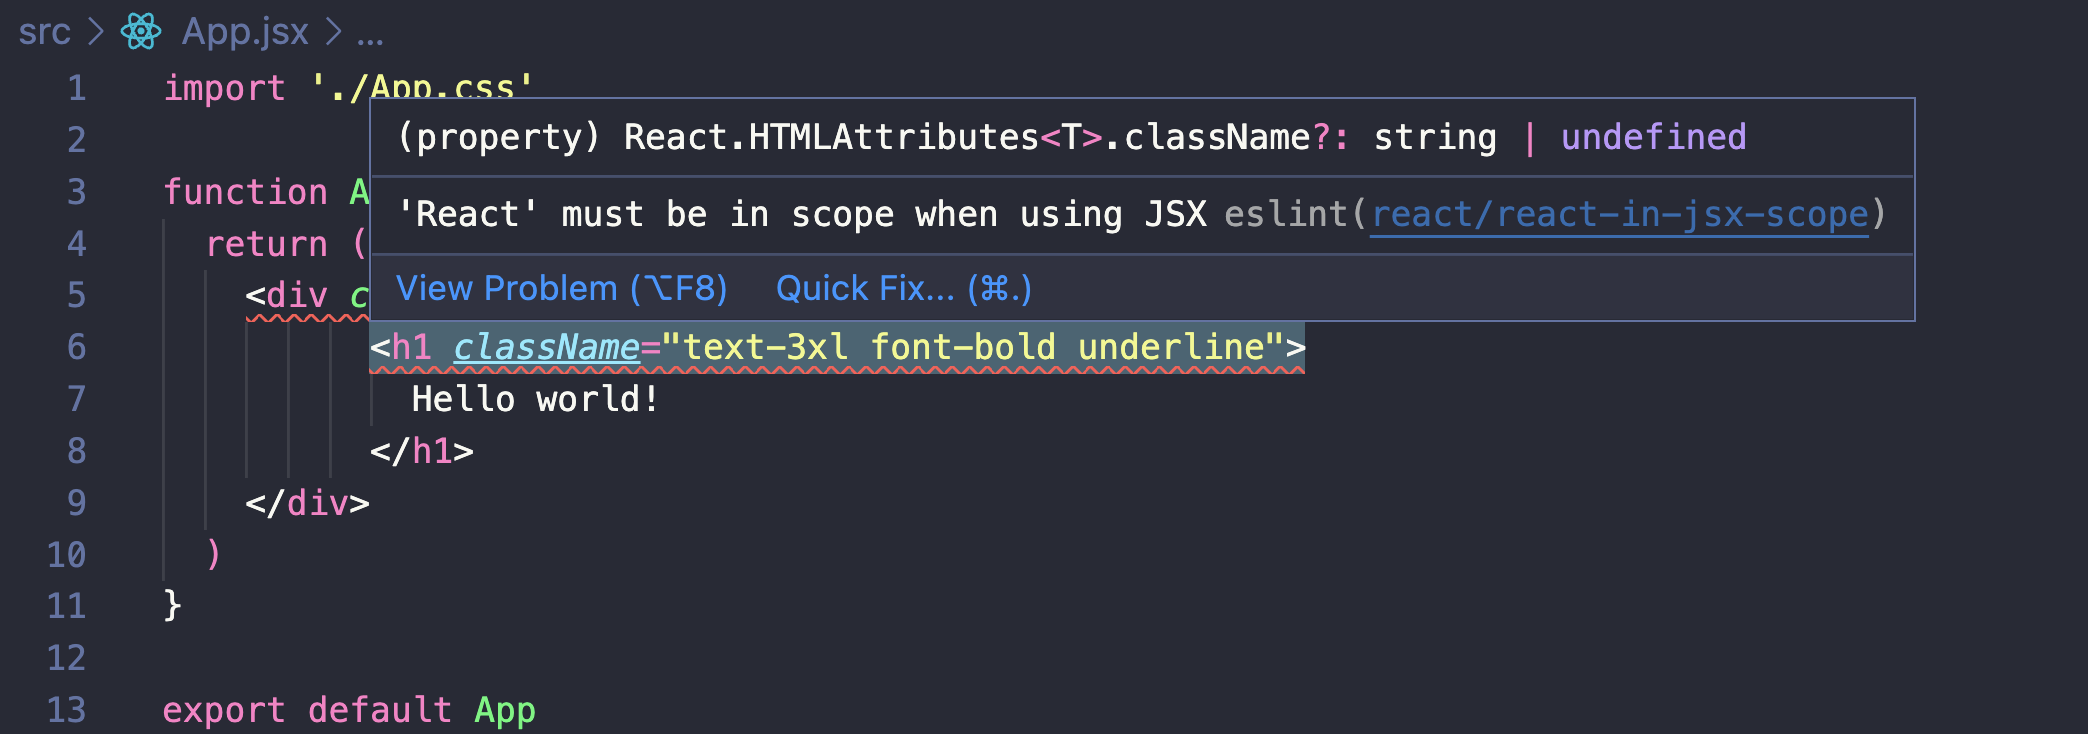 src > App.jsx > ...
1 import './App.css'
2
3 function A
4 return (
5 <div c
(property) React.HTMLAttributes<T>.className?: string | undefined
'React' must be in scope when using JSX eslint(react/react-in-jsx-scope)
View Problem (⌥F8) Quick Fix... (⌘.)
6 <h1 className="text-3xl font-bold underline">
7 Hello world!
8 </h1>
9 </div>
10 )
11 }
12
13 export default App